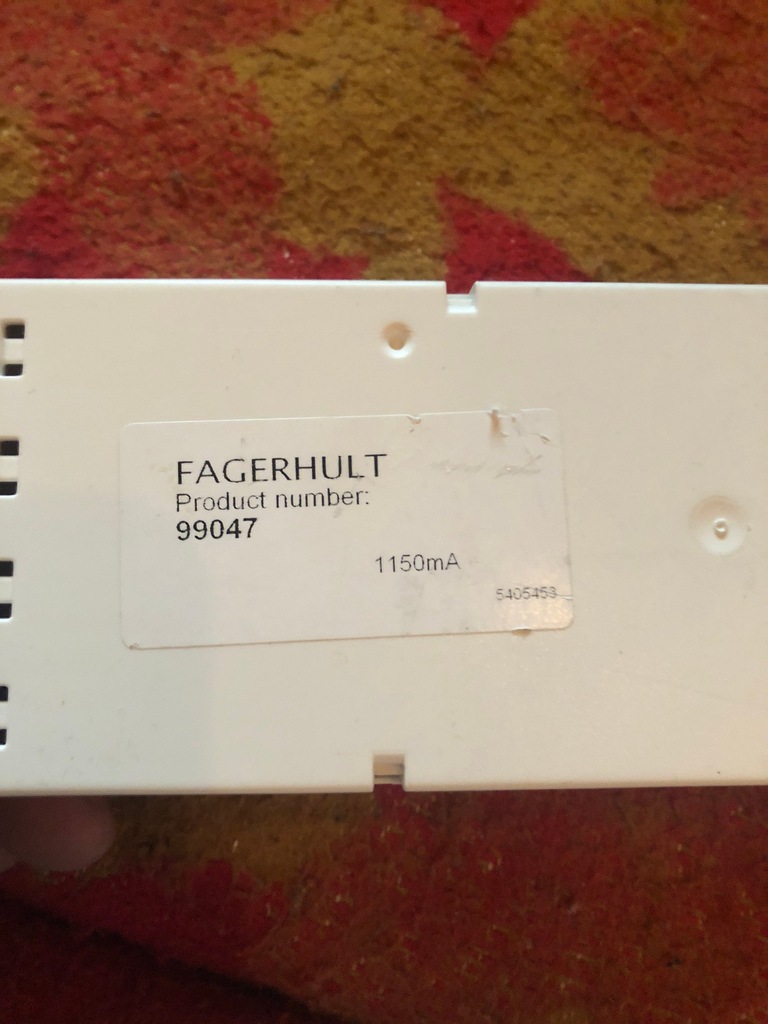 FAGERHULT
Product number:
99047
1150mA
5405453